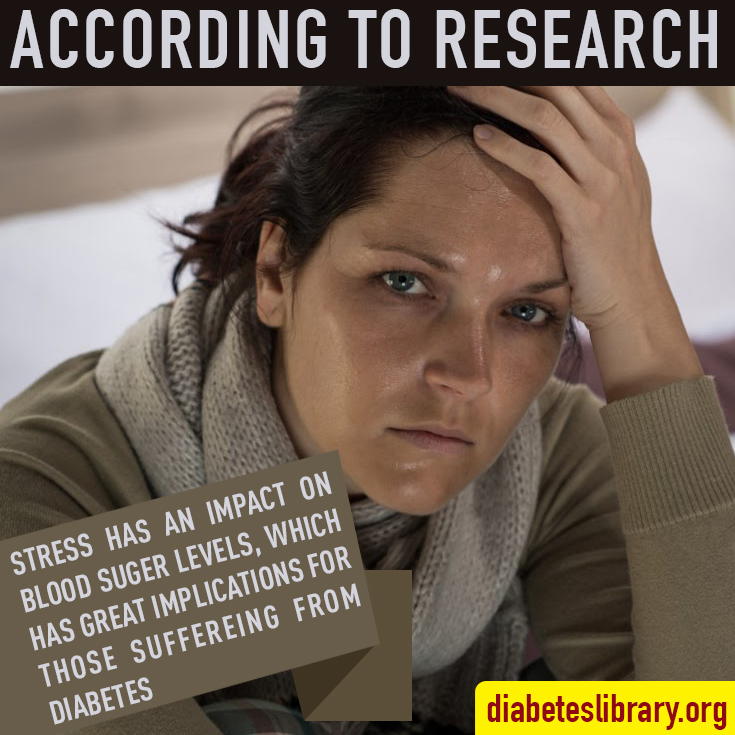 ACCORDING TO RESEARCH
STRESS HAS AN IMPACT ON
BLOOD SUGER LEVELS, WHICH
HAS GREAT IMPLICATIONS FOR
THOSE SUFFEREING FROM
DIABETES
diabeteslibrary.org